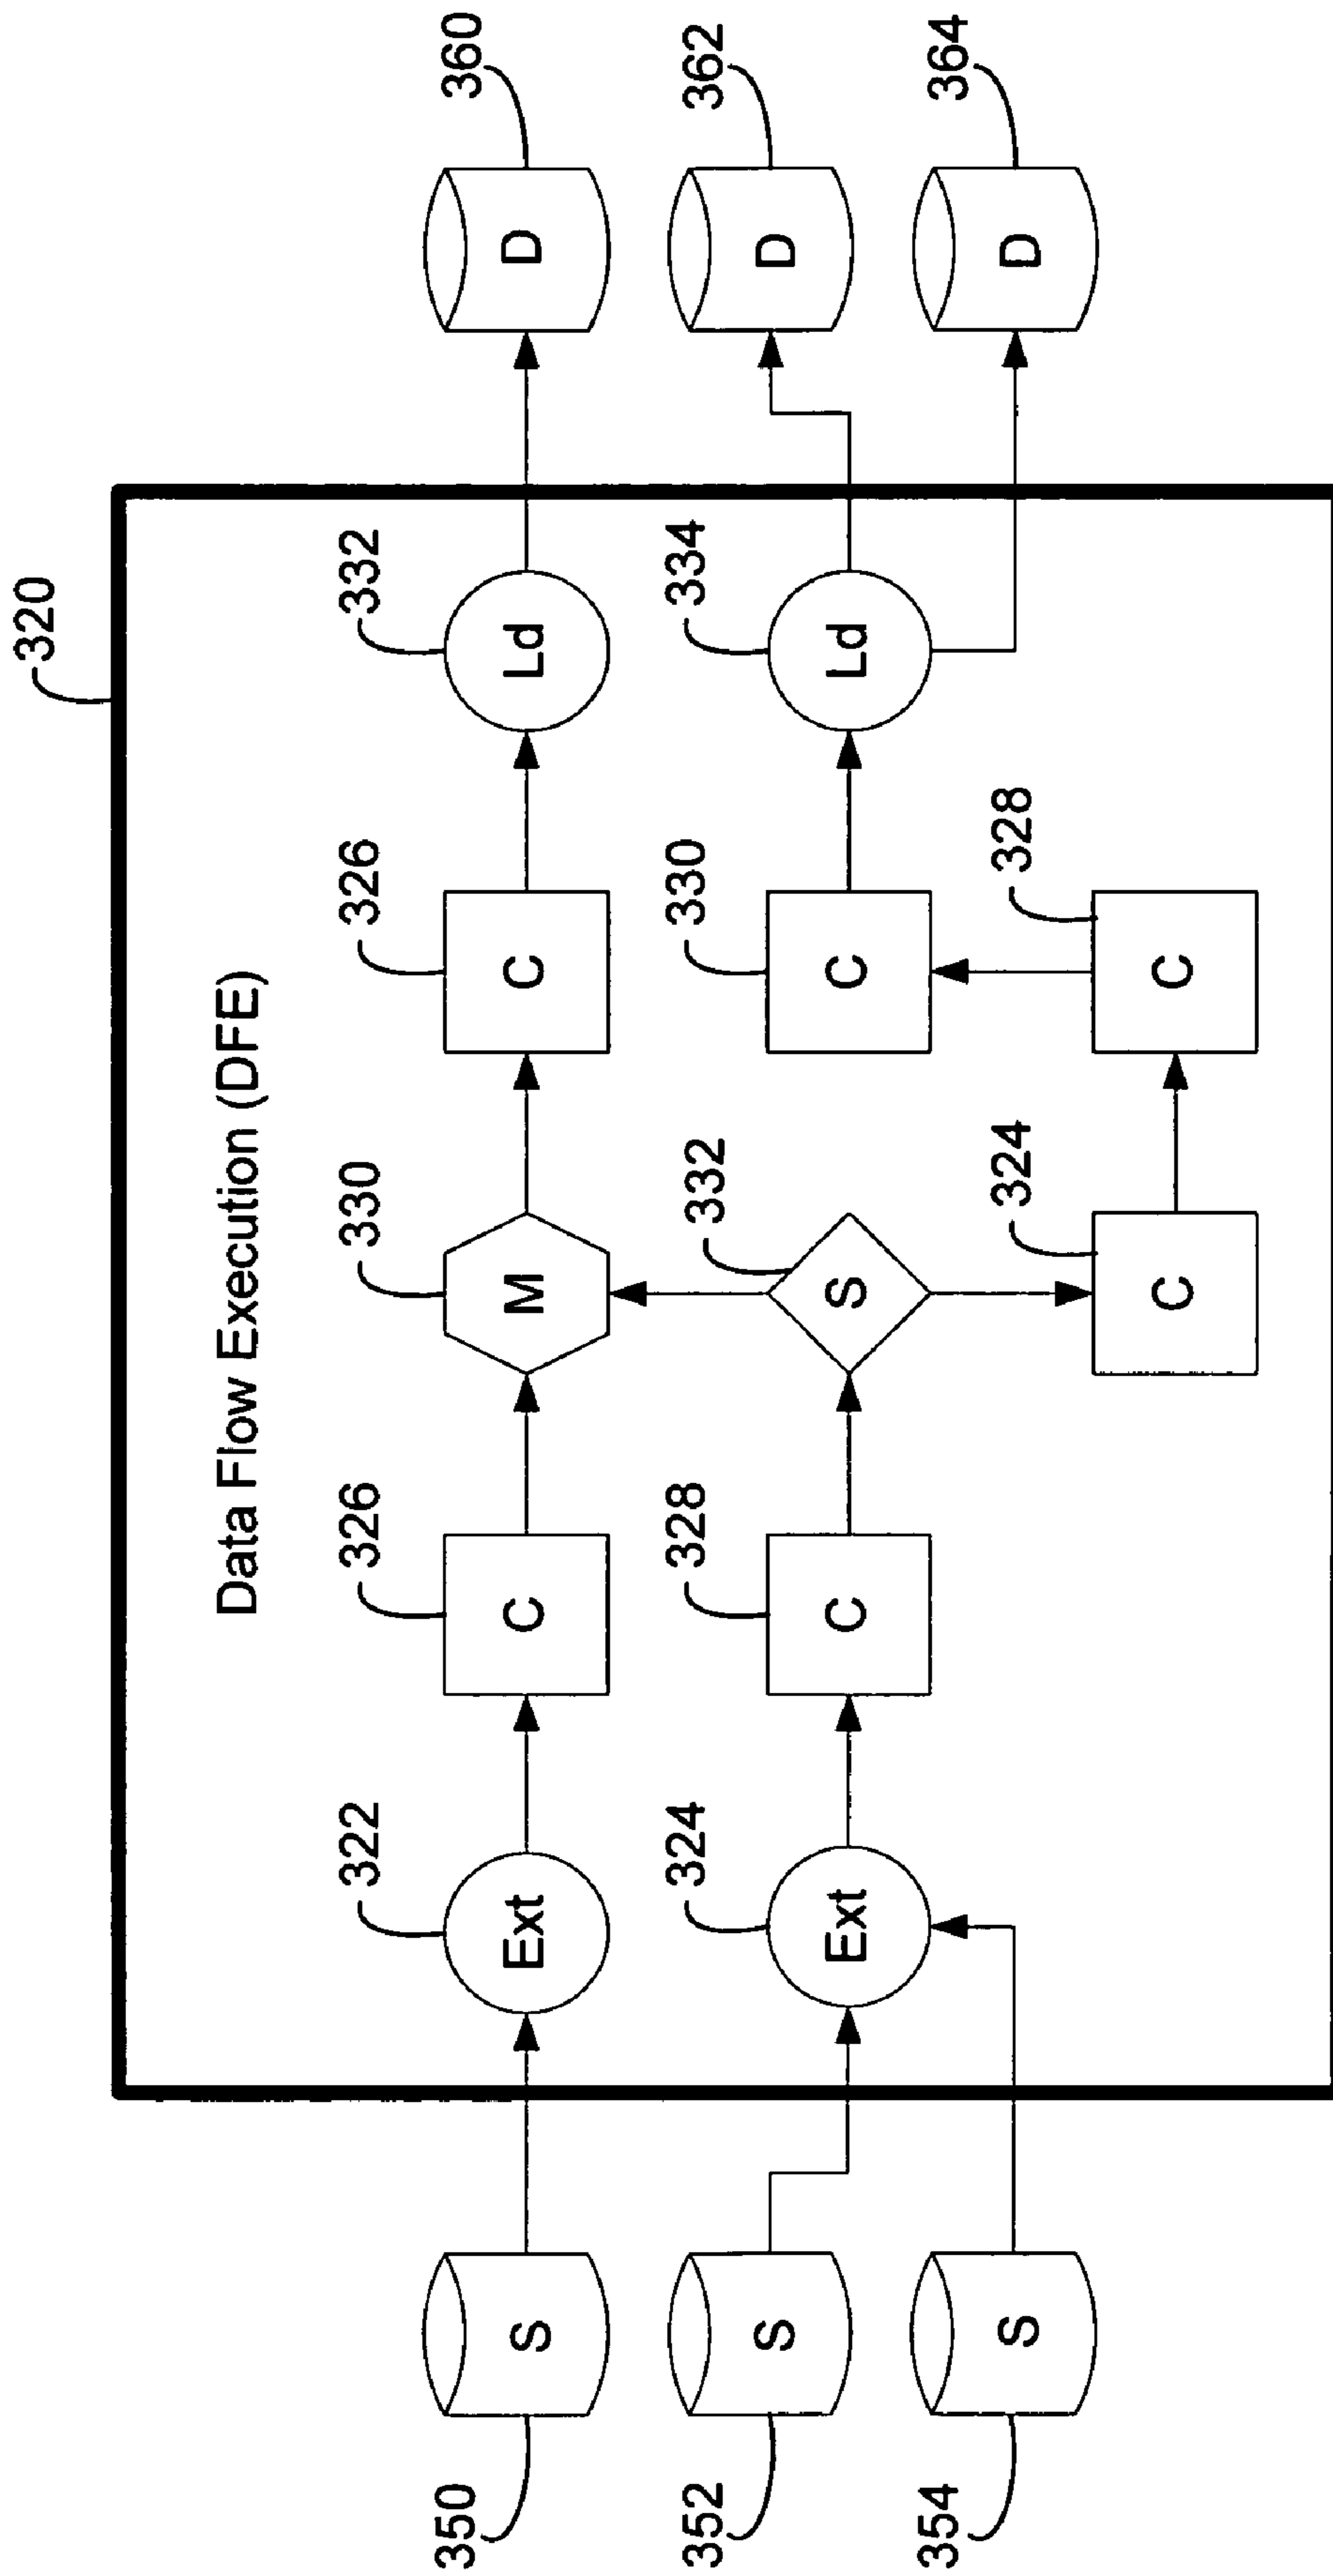 320
Data Flow Execution (DFE)
350
S
322
Ext
326
C
330
M
326
C
332
Ld
360
D
352
S
324
Ext
328
C
332
S
330
C
334
Ld
362
D
354
S
324
C
328
C
364
D